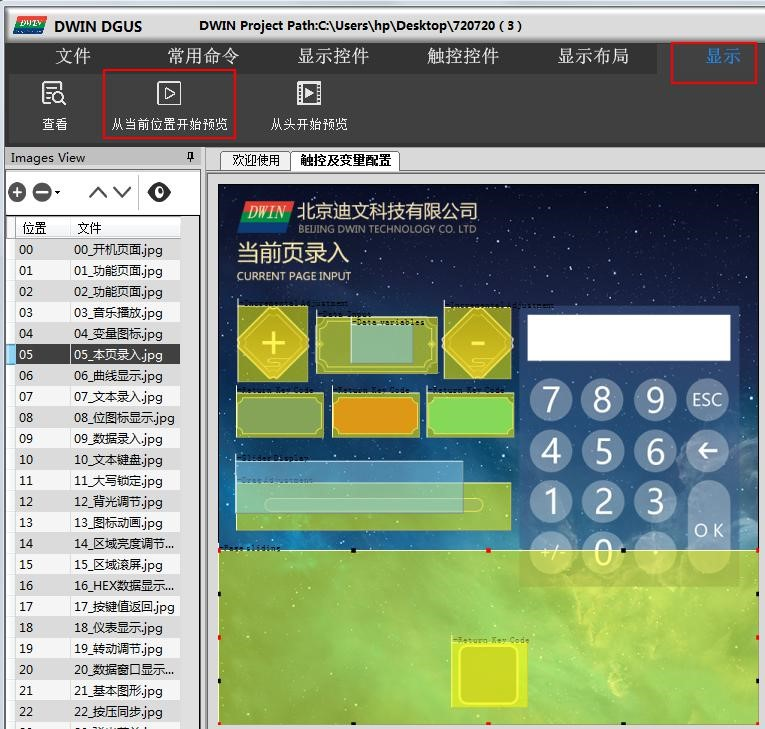 DWIN DWIN DGUS DWIN Project Path:C:\Users\hp\Desktop\720720 ( 3 )
文件 常用命令 显示控件 触控控件 显示布局 显示
查看 从当前位置开始预览 从头开始预览
Images View
欢迎使用 触控及变量配置
位置 文件
00 00_开机页面.jpg
01 01_功能页面.jpg
02 02_功能页面.jpg
03 03_音乐播放.jpg
04 04_变量图标.jpg
05 05_本页录入.jpg
06 06_曲线显示.jpg
07 07_文本录入.jpg
08 08_位图标显示.jpg
09 09_数据录入.jpg
10 10_文本键盘.jpg
11 11_大写锁定.jpg
12 12_背光调节.jpg
13 13_图标动画.jpg
14 14_区域亮度调节...
15 15_区域滚屏.jpg
16 16_HEX数据显示...
17 17_按键值返回.jpg
18 18_仪表显示.jpg
19 19_转动调节.jpg
20 20_数据窗口显示...
21 21_基本图形.jpg
22 22_按压同步.jpg
DWIN 北京迪文科技有限公司
BEIJING DWIN TECHNOLOGY CO. LTD
当前页录入
CURRENT PAGE INPUT
-Incremental Adjustment
-Data Input
-Data variables
-Incremental Adjustment
+
-
-Return Key Code
-Return Key Code
-Return Key Code
-Slider Display
-Drag Adjustment
7 8 9 ESC
4 5 6 ←
1 2 3
OK
+/- 0 .
-Page sliding
-Return Key Code